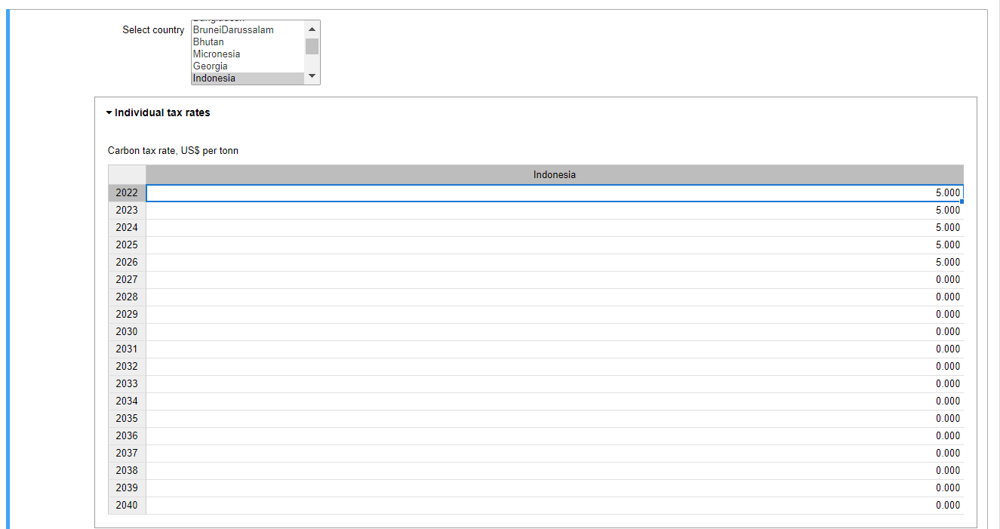 Select country
BruneiDarussalam
Bhutan
Micronesia
Georgia
Indonesia
Individual tax rates
Carbon tax rate, US$ per tonn
Indonesia
2022 5.000
2023 5.000
2024 5.000
2025 5.000
2026 5.000
2027 0.000
2028 0.000
2029 0.000
2030 0.000
2031 0.000
2032 0.000
2033 0.000
2034 0.000
2035 0.000
2036 0.000
2037 0.000
2038 0.000
2039 0.000
2040 0.000